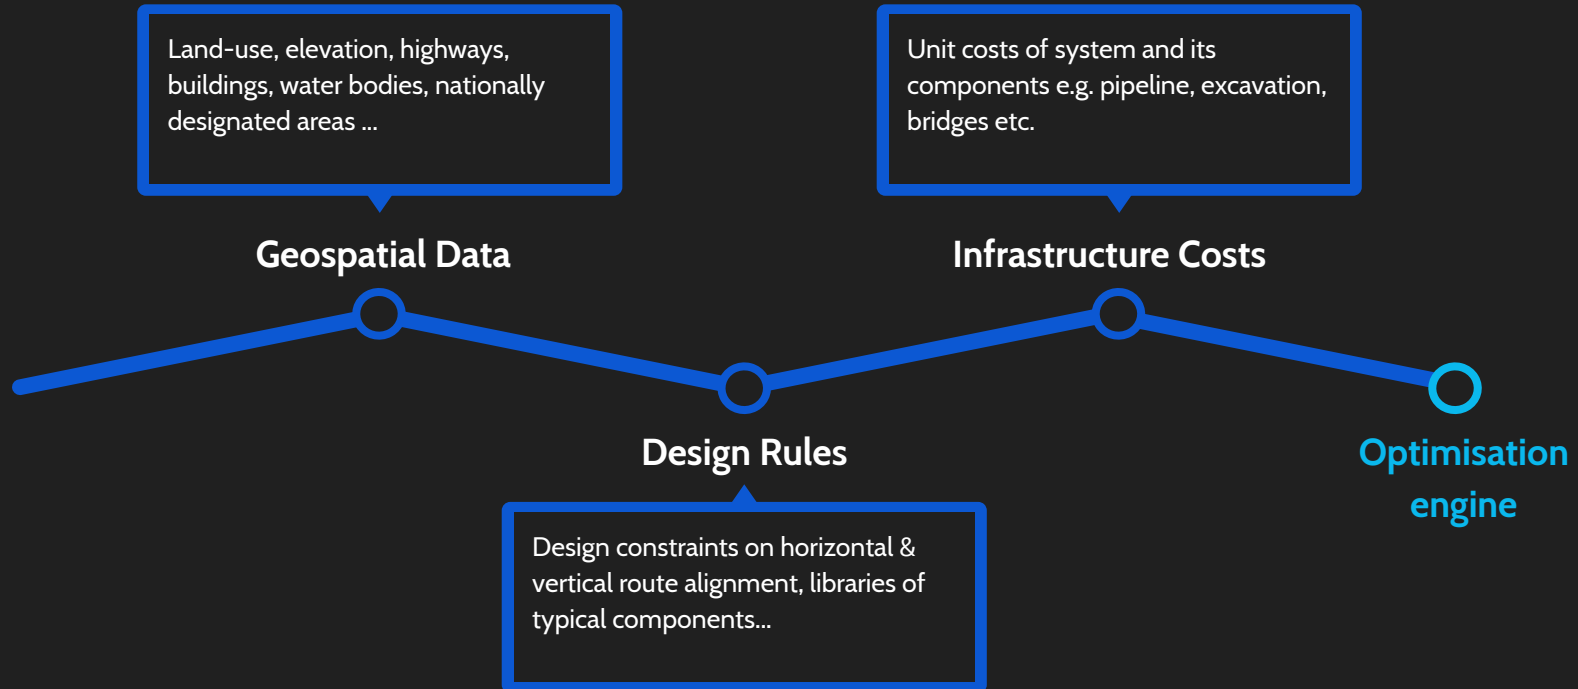 Land-use, elevation, highways,
buildings, water bodies, nationally
designated areas ...
Unit costs of system and its
components e.g. pipeline, excavation,
bridges etc.
Geospatial Data
Infrastructure Costs
Design Rules
Optimisation
engine
Design constraints on horizontal &
vertical route alignment, libraries of
typical components...